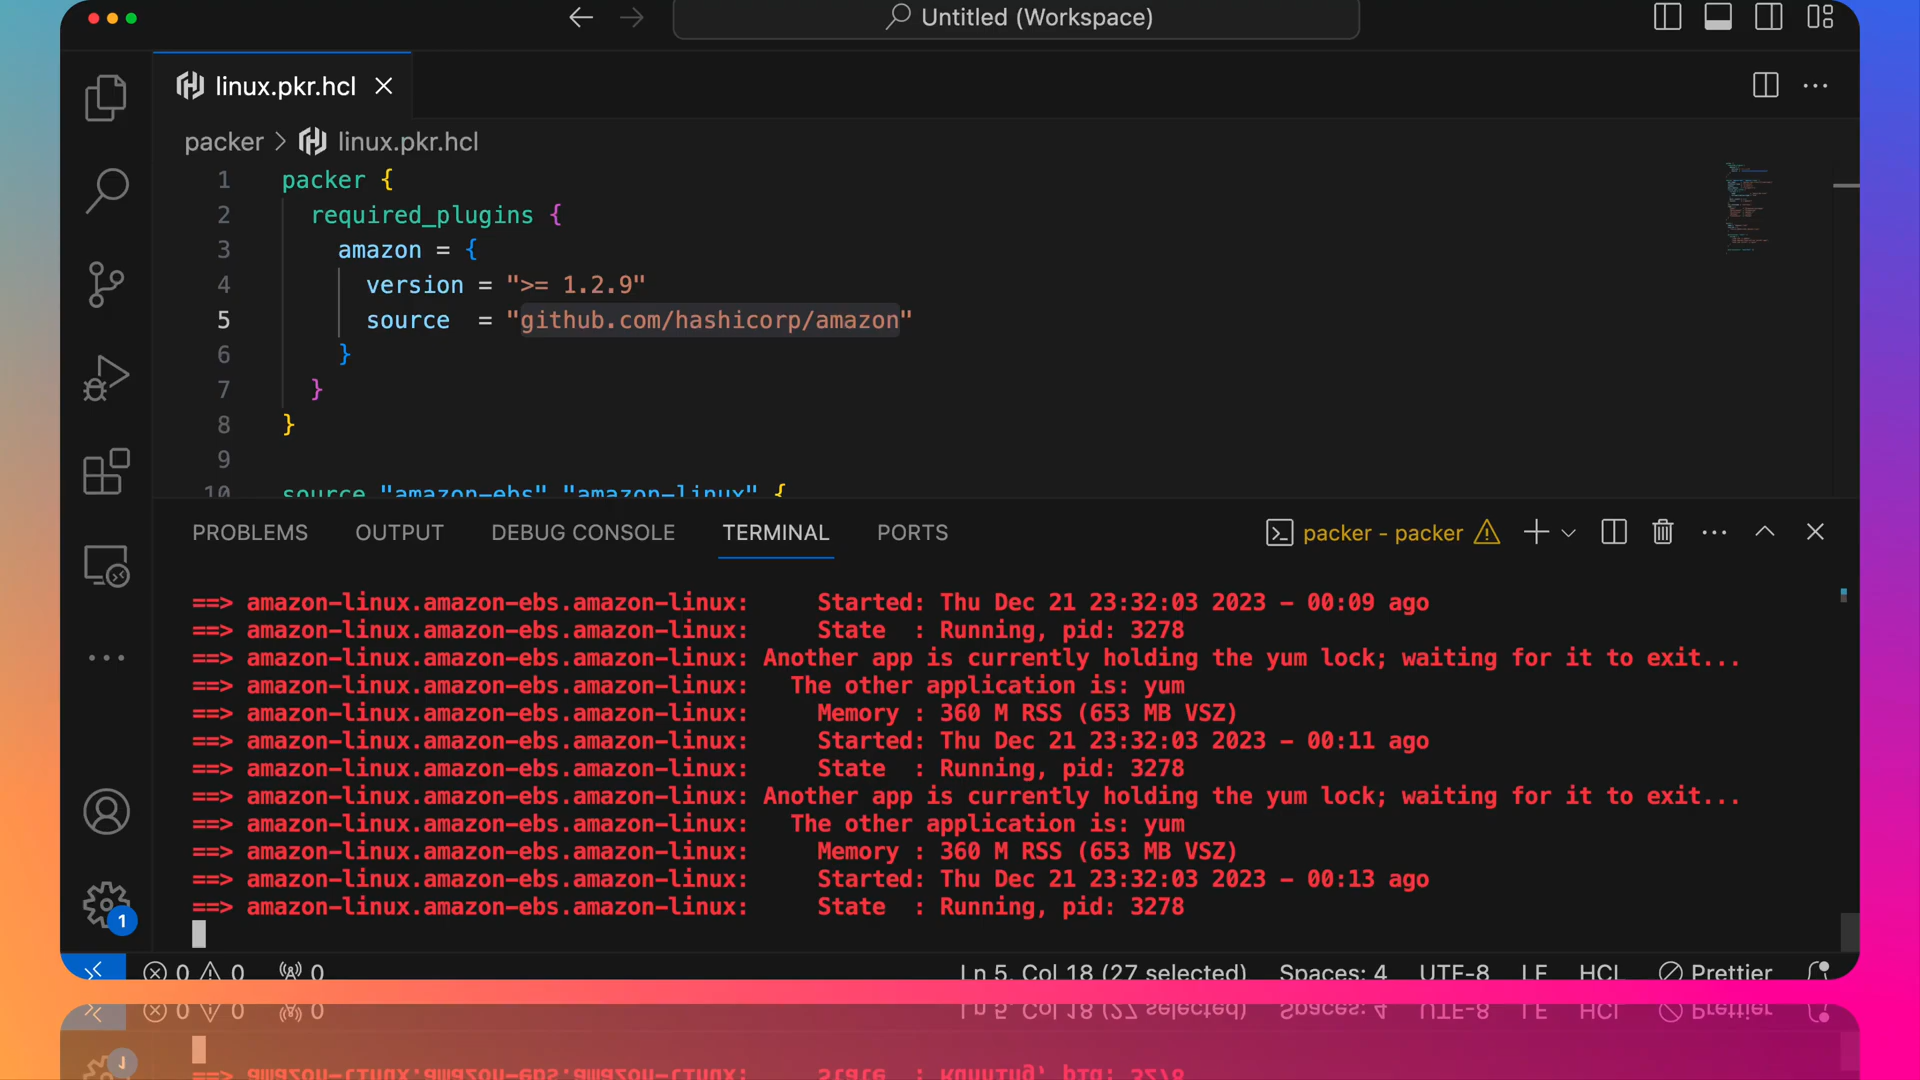 Untitled (Workspace)
linux.pkr.hcl
packer > linux.pkr.hcl
1 packer {
2 required_plugins {
3 amazon = {
4 version = ">= 1.2.9"
5 source = "github.com/hashicorp/amazon"
6 }
7 }
8 }
9
10 source "amazon-ebs" "amazon-linux" {
PROBLEMS OUTPUT DEBUG CONSOLE TERMINAL PORTS packer - packer
==> amazon-linux.amazon-ebs.amazon-linux: Started: Thu Dec 21 23:32:03 2023 - 00:09 ago
==> amazon-linux.amazon-ebs.amazon-linux: State : Running, pid: 3278
==> amazon-linux.amazon-ebs.amazon-linux: Another app is currently holding the yum lock; waiting for it to exit...
==> amazon-linux.amazon-ebs.amazon-linux: The other application is: yum
==> amazon-linux.amazon-ebs.amazon-linux: Memory : 360 M RSS (653 MB VSZ)
==> amazon-linux.amazon-ebs.amazon-linux: Started: Thu Dec 21 23:32:03 2023 - 00:11 ago
==> amazon-linux.amazon-ebs.amazon-linux: State : Running, pid: 3278
==> amazon-linux.amazon-ebs.amazon-linux: Another app is currently holding the yum lock; waiting for it to exit...
==> amazon-linux.amazon-ebs.amazon-linux: The other application is: yum
==> amazon-linux.amazon-ebs.amazon-linux: Memory : 360 M RSS (653 MB VSZ)
==> amazon-linux.amazon-ebs.amazon-linux: Started: Thu Dec 21 23:32:03 2023 - 00:13 ago
==> amazon-linux.amazon-ebs.amazon-linux: State : Running, pid: 3278
1
0 0 0 Ln 5, Col 18 (27 selected) Spaces: 4 UTF-8 LF HCL Prettier